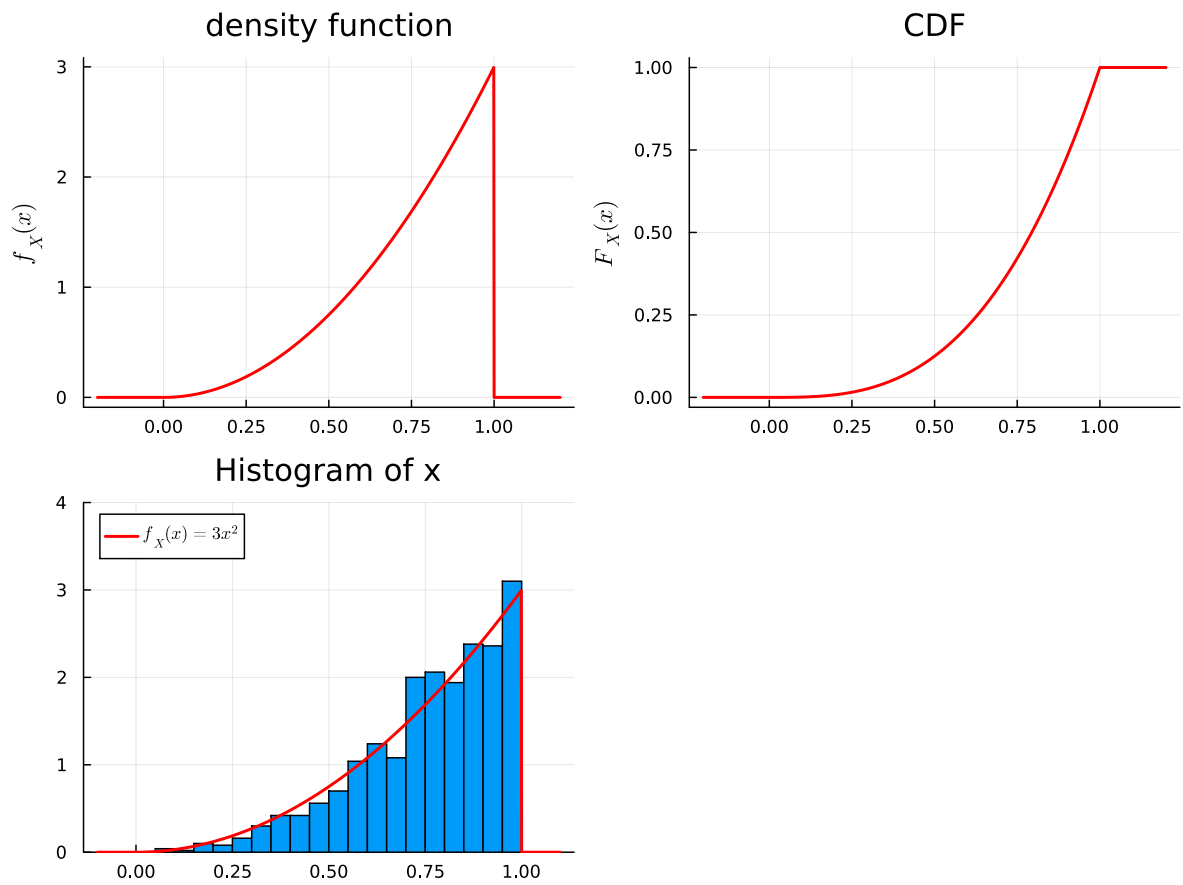 density function
3
2
1
0
f_X(x)
0.00 0.25 0.50 0.75 1.00
CDF
1.00
0.75
0.50
0.25
0.00
F_X(x)
0.00 0.25 0.50 0.75 1.00
Histogram of x
4
3
2
1
0
f_X(x) = 3x²
0.00 0.25 0.50 0.75 1.00